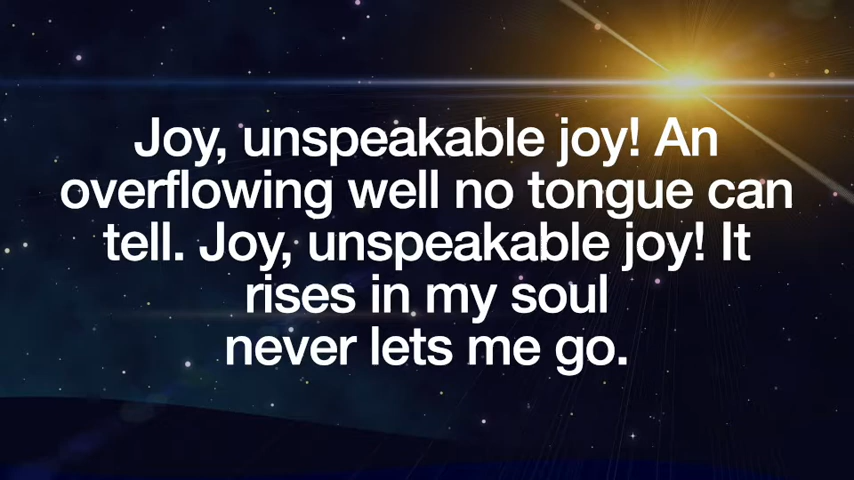 Joy, unspeakable joy! An
overflowing well no tongue can
tell. Joy, unspeakable joy! It
rises in my soul
never lets me go.